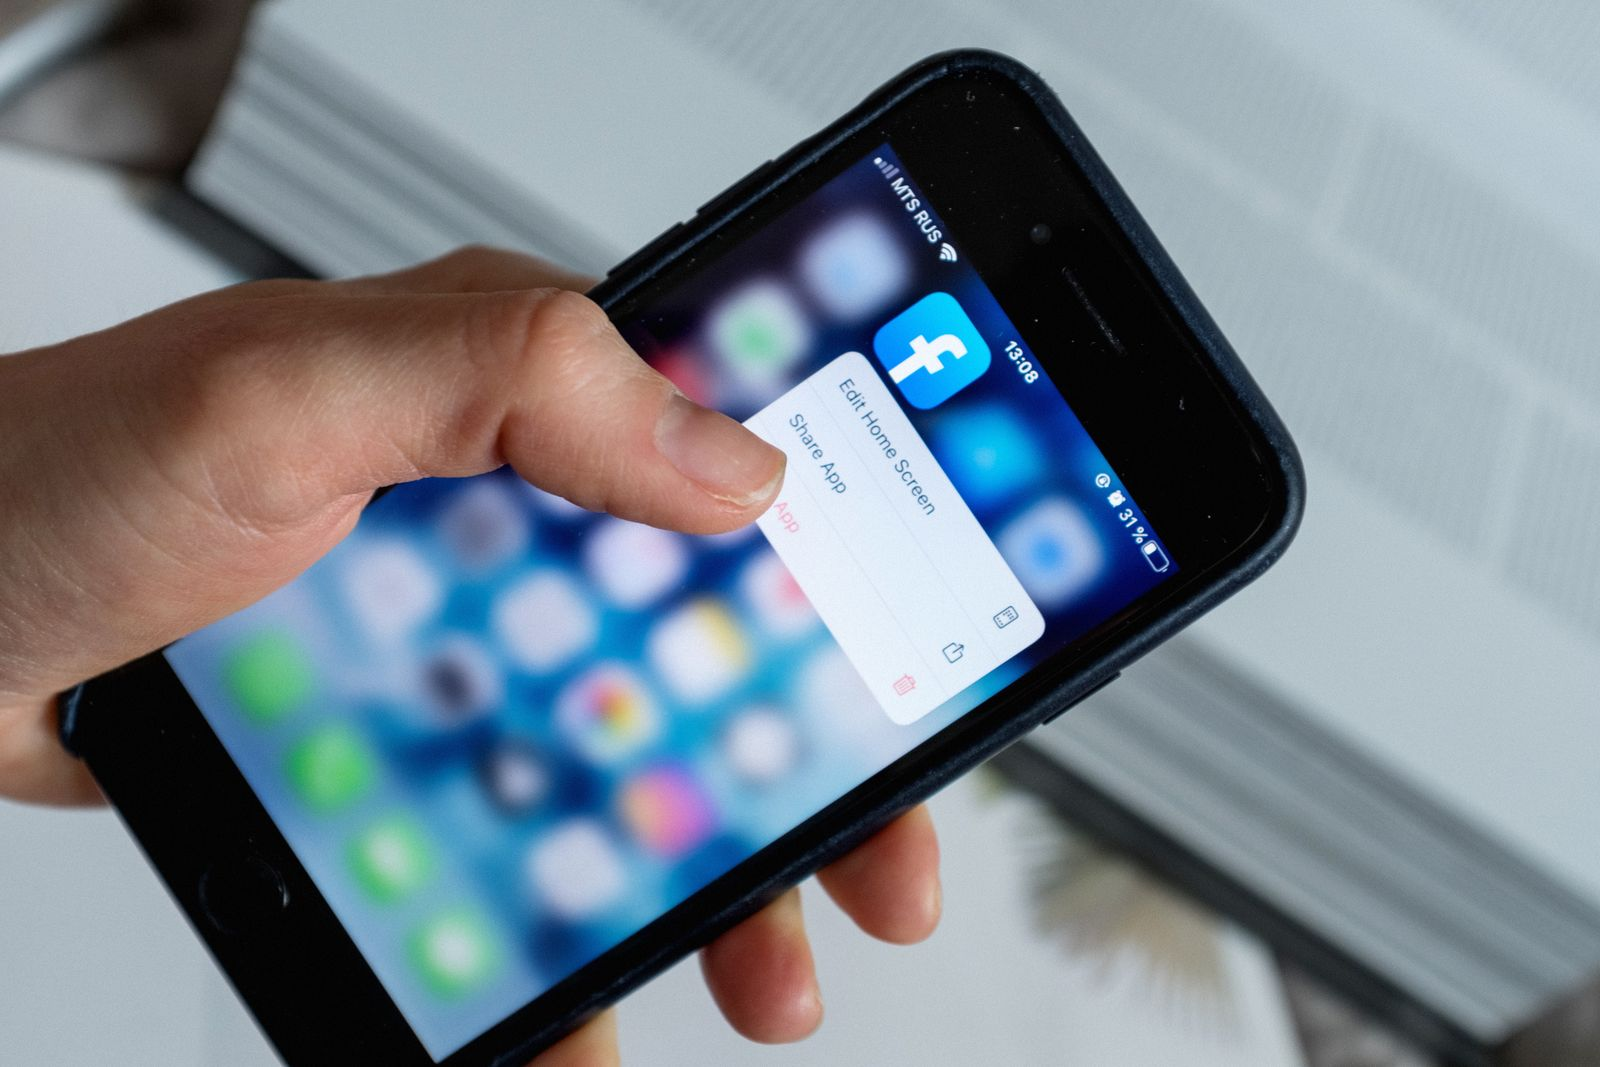 MTS RUS
13:08
31%
f
Edit Home Screen
Share App
App